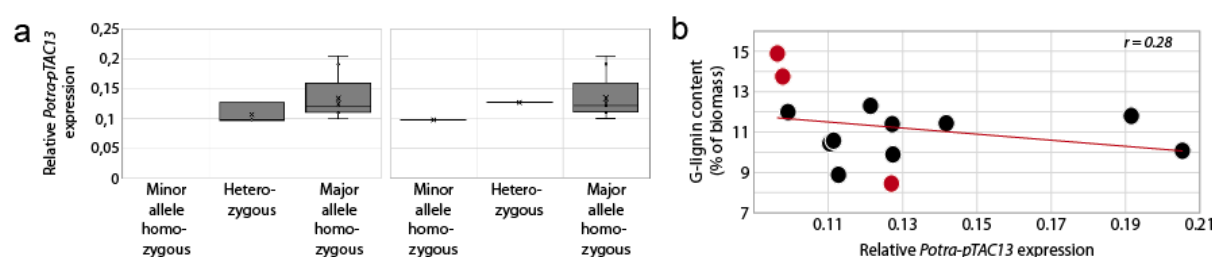 a
Relative Potra-pTAC13
expression
0,25
0,2
0,15
0,1
0,05
0
Minor
allele
homo-
zygous
Hetero-
zygous
Major
allele
homo-
zygous
Minor
allele
homo-
zygous
Hetero-
zygous
Major
allele
homo-
zygous
b
G-lignin content
(% of biomass)
15
13
11
9
7
r = 0.28
0.11
0.13
0.15
0.17
0.19
0.21
Relative Potra-pTAC13 expression